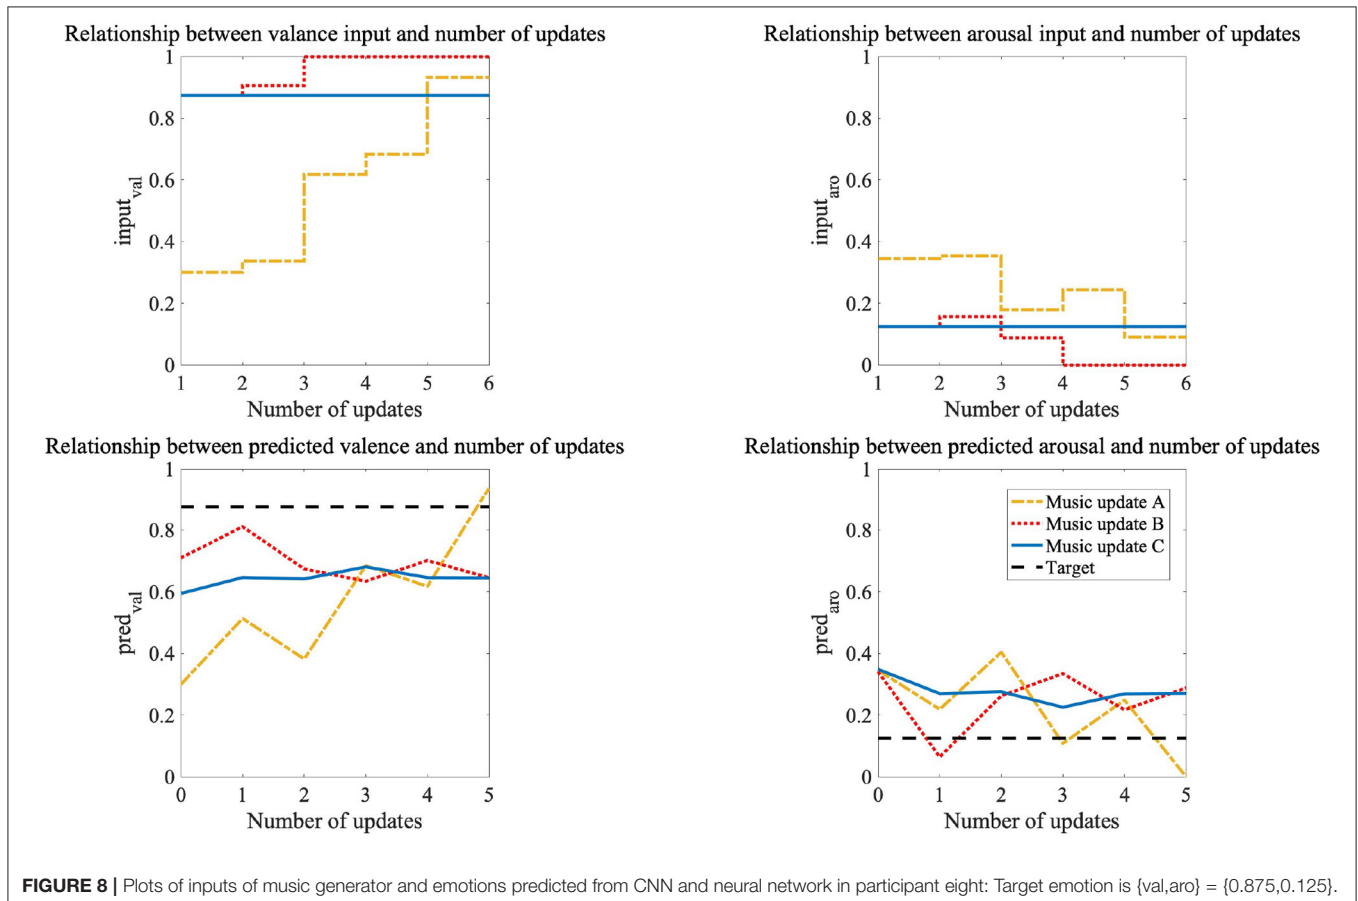 Relationship between valance input and number of updates
1
0.8
0.6
0.4
0.2
0
input_val
1 2 3 4 5 6
Number of updates
Relationship between arousal input and number of updates
1
0.8
0.6
0.4
0.2
0
input_aro
1 2 3 4 5 6
Number of updates
Relationship between predicted valence and number of updates
1
0.8
0.6
0.4
0.2
0
pred_val
0 1 2 3 4 5
Number of updates
Relationship between predicted arousal and number of updates
1
0.8
0.6
0.4
0.2
0
pred_aro
Music update A
Music update B
Music update C
Target
0 1 2 3 4 5
Number of updates
FIGURE 8 | Plots of inputs of music generator and emotions predicted from CNN and neural network in participant eight: Target emotion is {val,aro} = {0.875,0.125}.